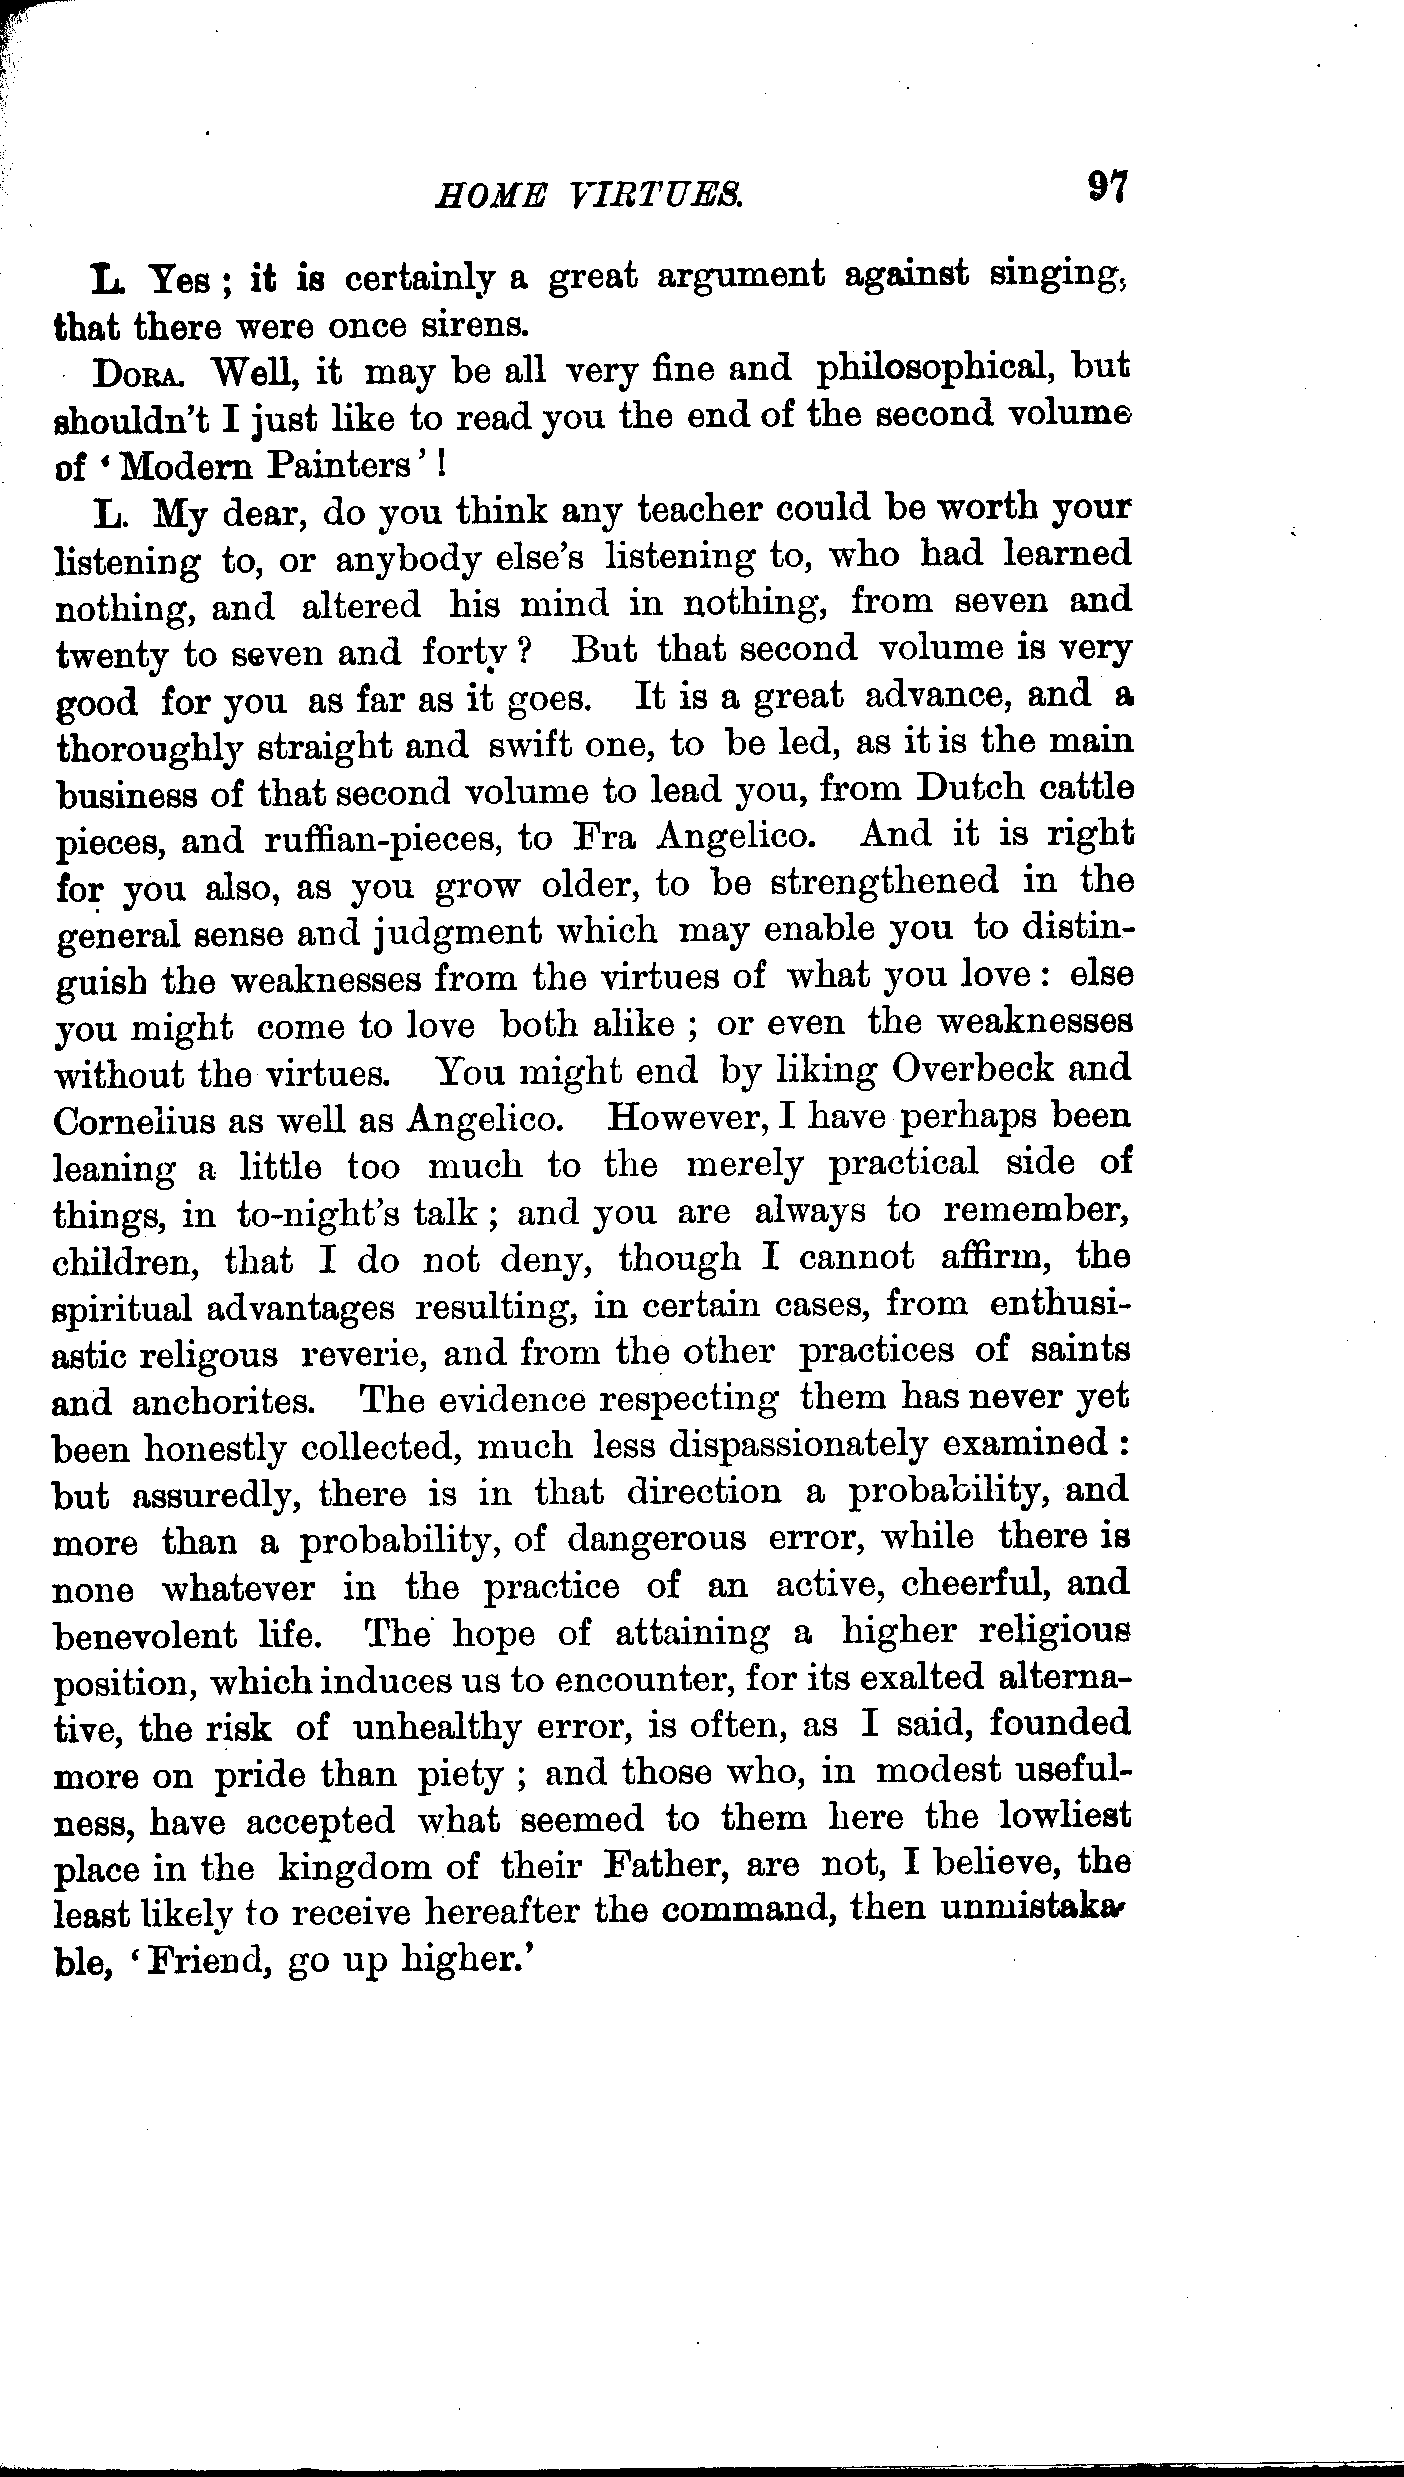 HOME VIRTUES. 97
L. Yes ; it is certainly a great argument against singing,
that there were once sirens.
DORA. Well, it may be all very fine and philosophical, but
shouldn't I just like to read you the end of the second volume
of ‘ Modern Painters ’ !
L. My dear, do you think any teacher could be worth your
listening to, or anybody else's listening to, who had learned
nothing, and altered his mind in nothing, from seven and
twenty to seven and forty ? But that second volume is very
good for you as far as it goes. It is a great advance, and a
thoroughly straight and swift one, to be led, as it is the main
business of that second volume to lead you, from Dutch cattle
pieces, and ruffian-pieces, to Fra Angelico. And it is right
for you also, as you grow older, to be strengthened in the
general sense and judgment which may enable you to distin-
guish the weaknesses from the virtues of what you love : else
you might come to love both alike ; or even the weaknesses
without the virtues. You might end by liking Overbeck and
Cornelius as well as Angelico. However, I have perhaps been
leaning a little too much to the merely practical side of
things, in to-night's talk ; and you are always to remember,
children, that I do not deny, though I cannot affirm, the
spiritual advantages resulting, in certain cases, from enthusi-
astic religous reverie, and from the other practices of saints
and anchorites. The evidence respecting them has never yet
been honestly collected, much less dispassionately examined :
but assuredly, there is in that direction a probability, and
more than a probability, of dangerous error, while there is
none whatever in the practice of an active, cheerful, and
benevolent life. The hope of attaining a higher religious
position, which induces us to encounter, for its exalted alterna-
tive, the risk of unhealthy error, is often, as I said, founded
more on pride than piety ; and those who, in modest useful-
ness, have accepted what seemed to them here the lowliest
place in the kingdom of their Father, are not, I believe, the
least likely to receive hereafter the command, then unmistaka-
ble, ‘ Friend, go up higher.’